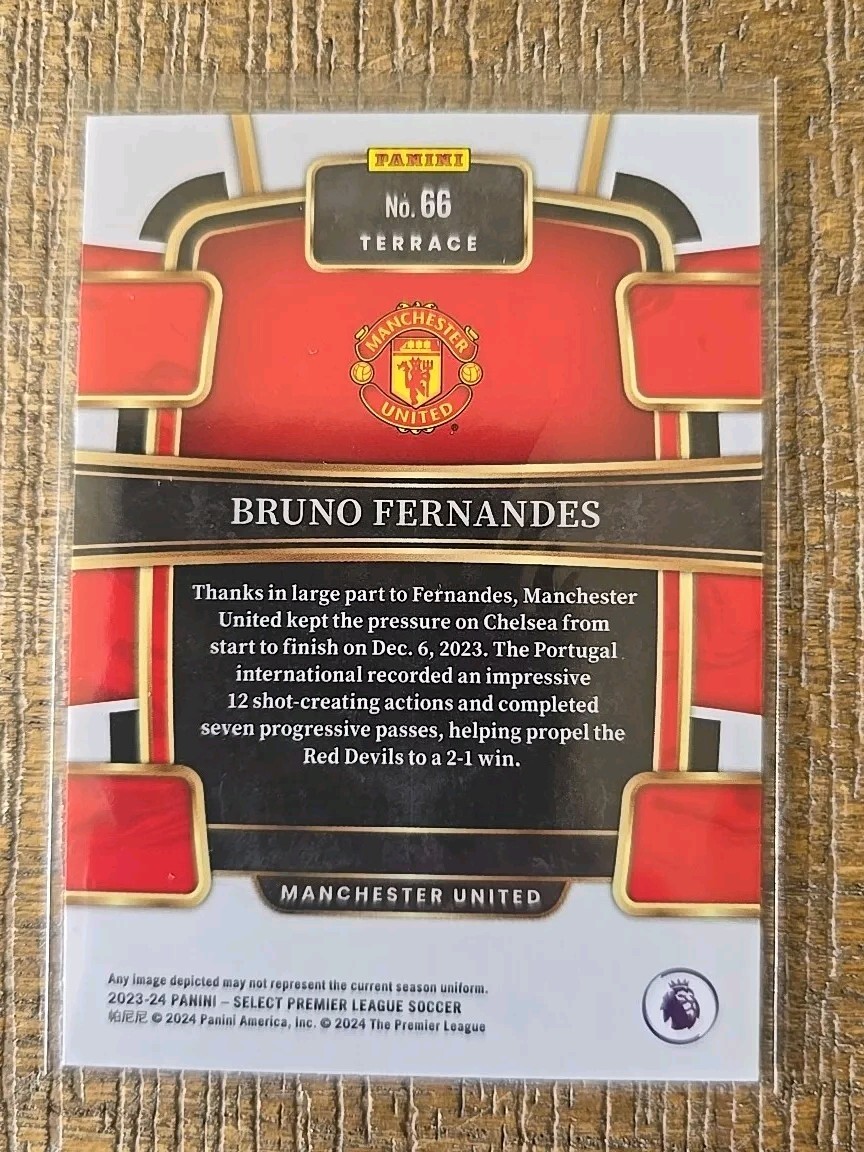 PANINI
No. 66
TERRACE
MANCHESTER
UNITED
®
BRUNO FERNANDES
Thanks in large part to Fernandes, Manchester
United kept the pressure on Chelsea from
start to finish on Dec. 6, 2023. The Portugal
international recorded an impressive
12 shot-creating actions and completed
seven progressive passes, helping propel the
Red Devils to a 2-1 win.
MANCHESTER UNITED
Any image depicted may not represent the current season uniform.
2023-24 PANINI – SELECT PREMIER LEAGUE SOCCER
帕尼尼 © 2024 Panini America, Inc. © 2024 The Premier League